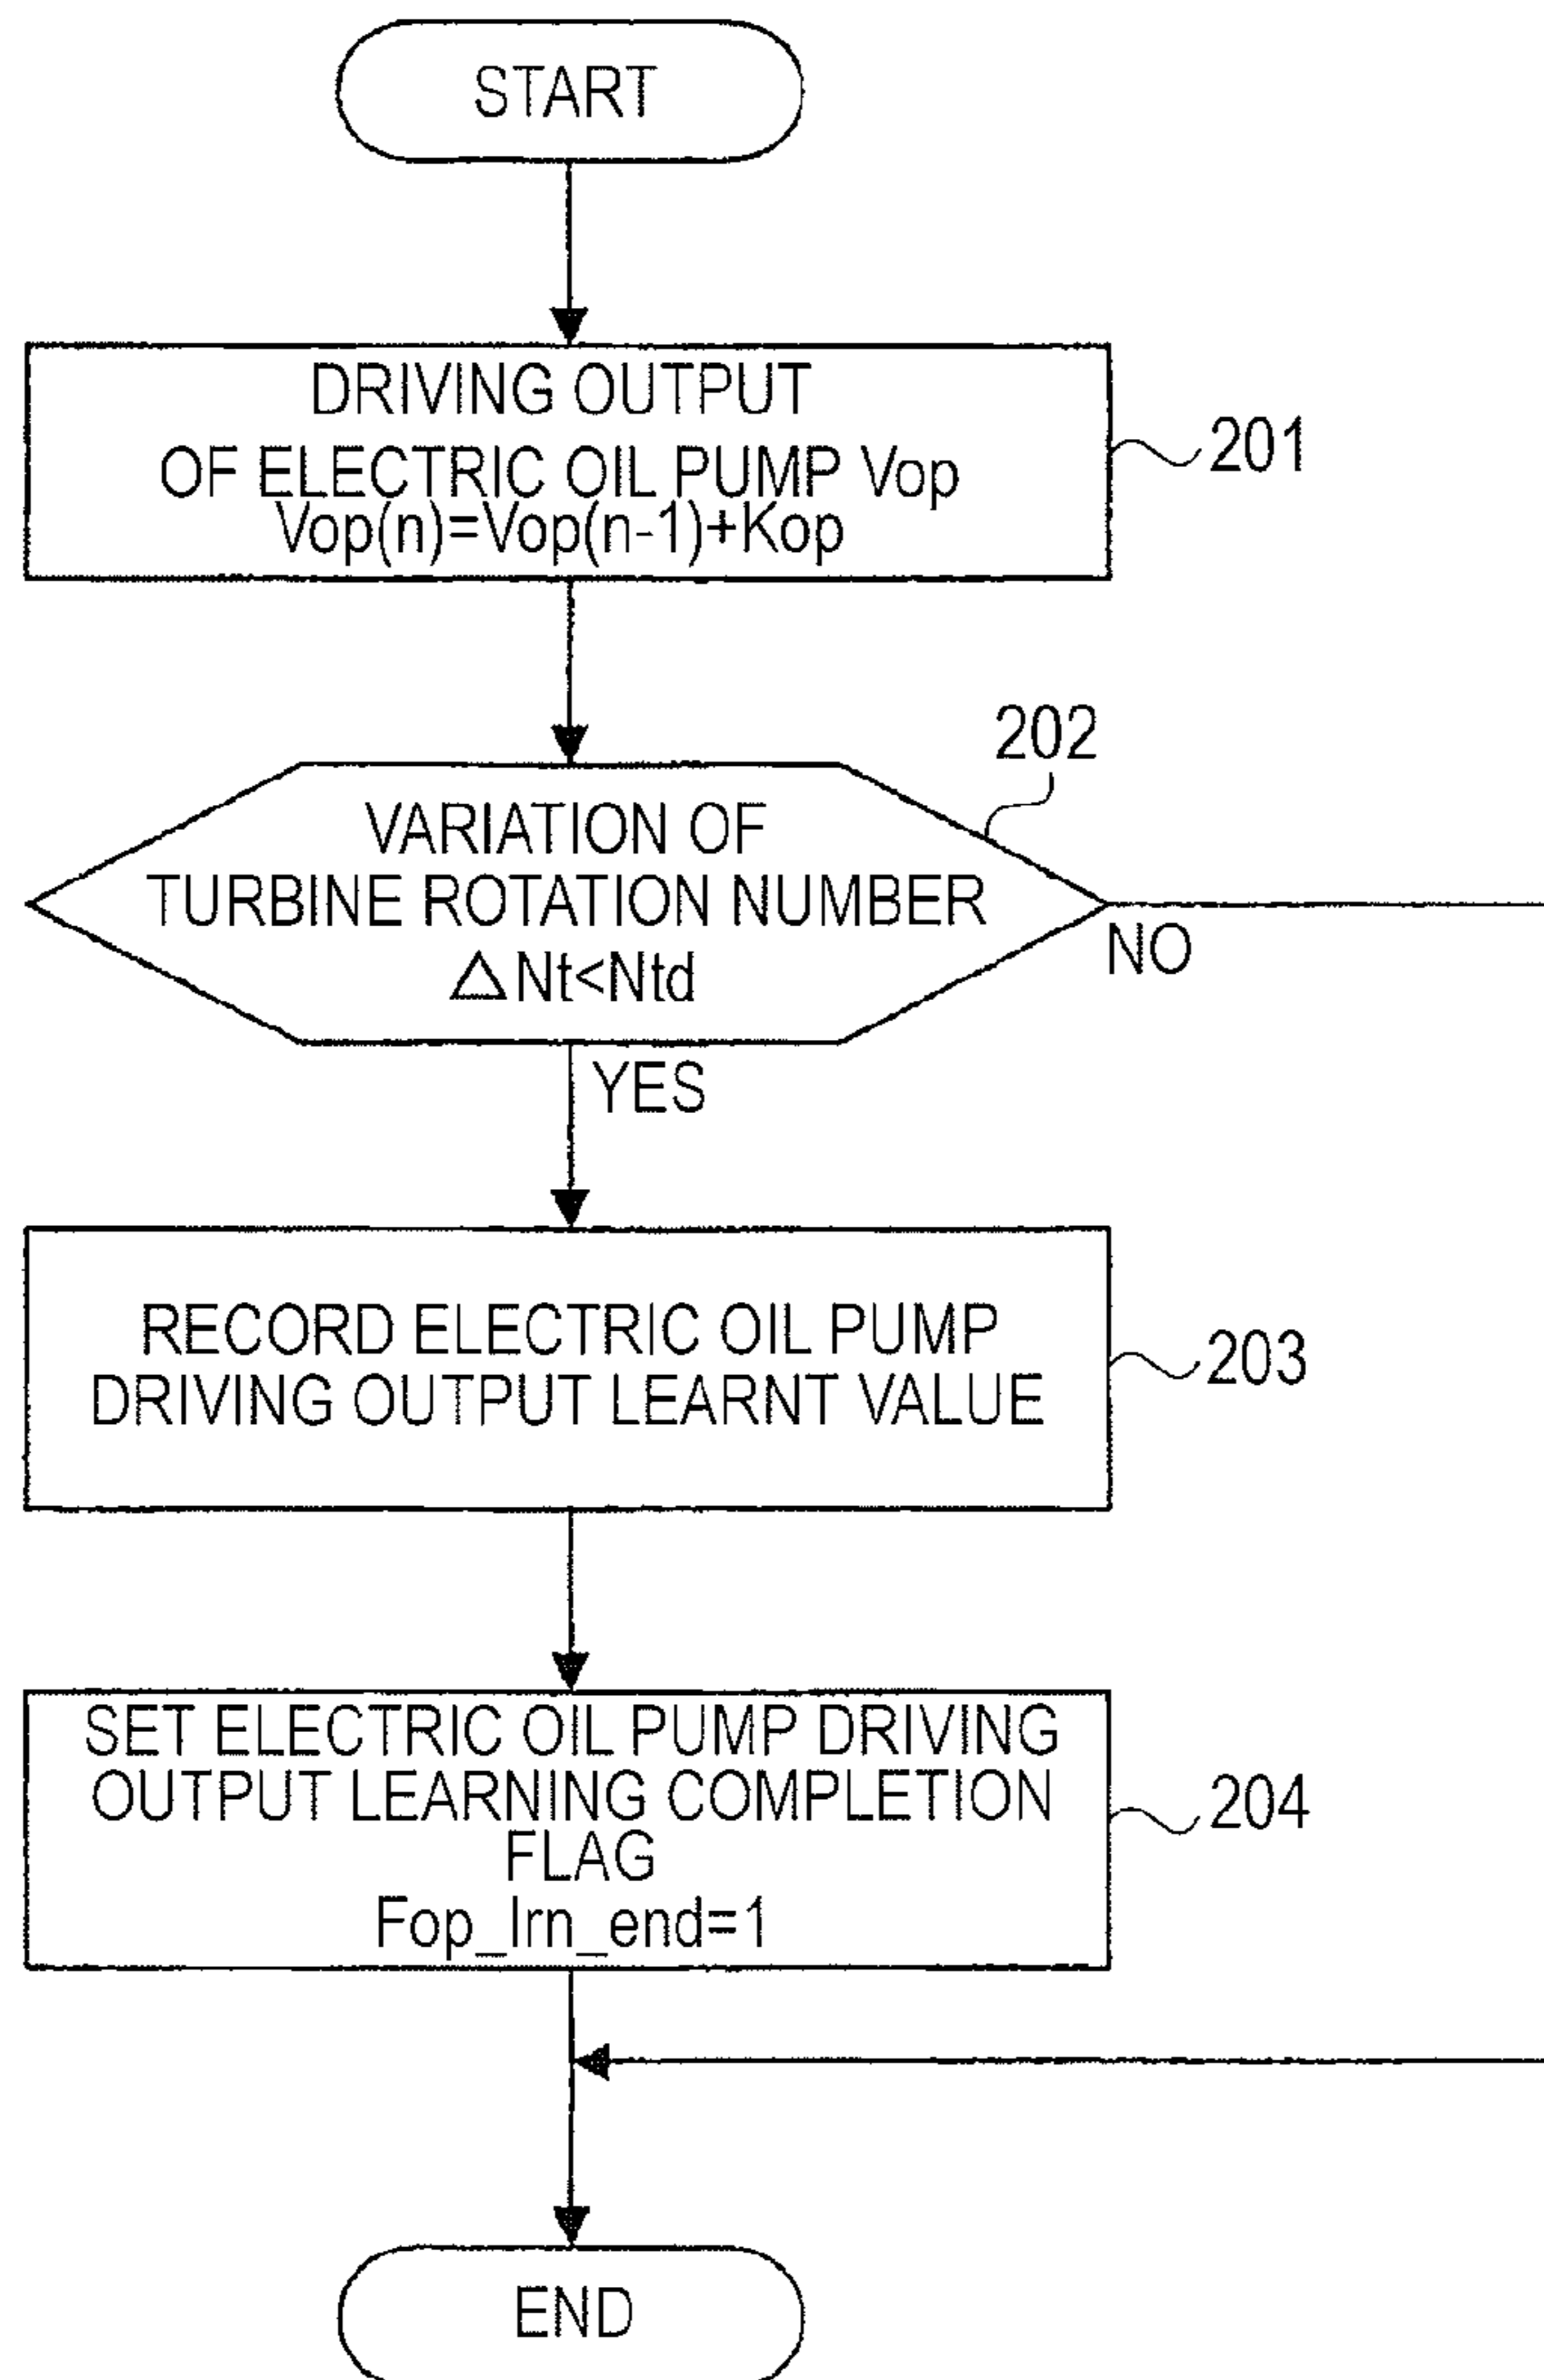 START
DRIVING OUTPUT
OF ELECTRIC OIL PUMP Vop
Vop(n)=Vop(n-1)+Kop
201
202
VARIATION OF
TURBINE ROTATION NUMBER
△Nt<Ntd
NO
YES
RECORD ELECTRIC OIL PUMP
DRIVING OUTPUT LEARNT VALUE
203
SET ELECTRIC OIL PUMP DRIVING
OUTPUT LEARNING COMPLETION
FLAG
Fop_lrn_end=1
204
END